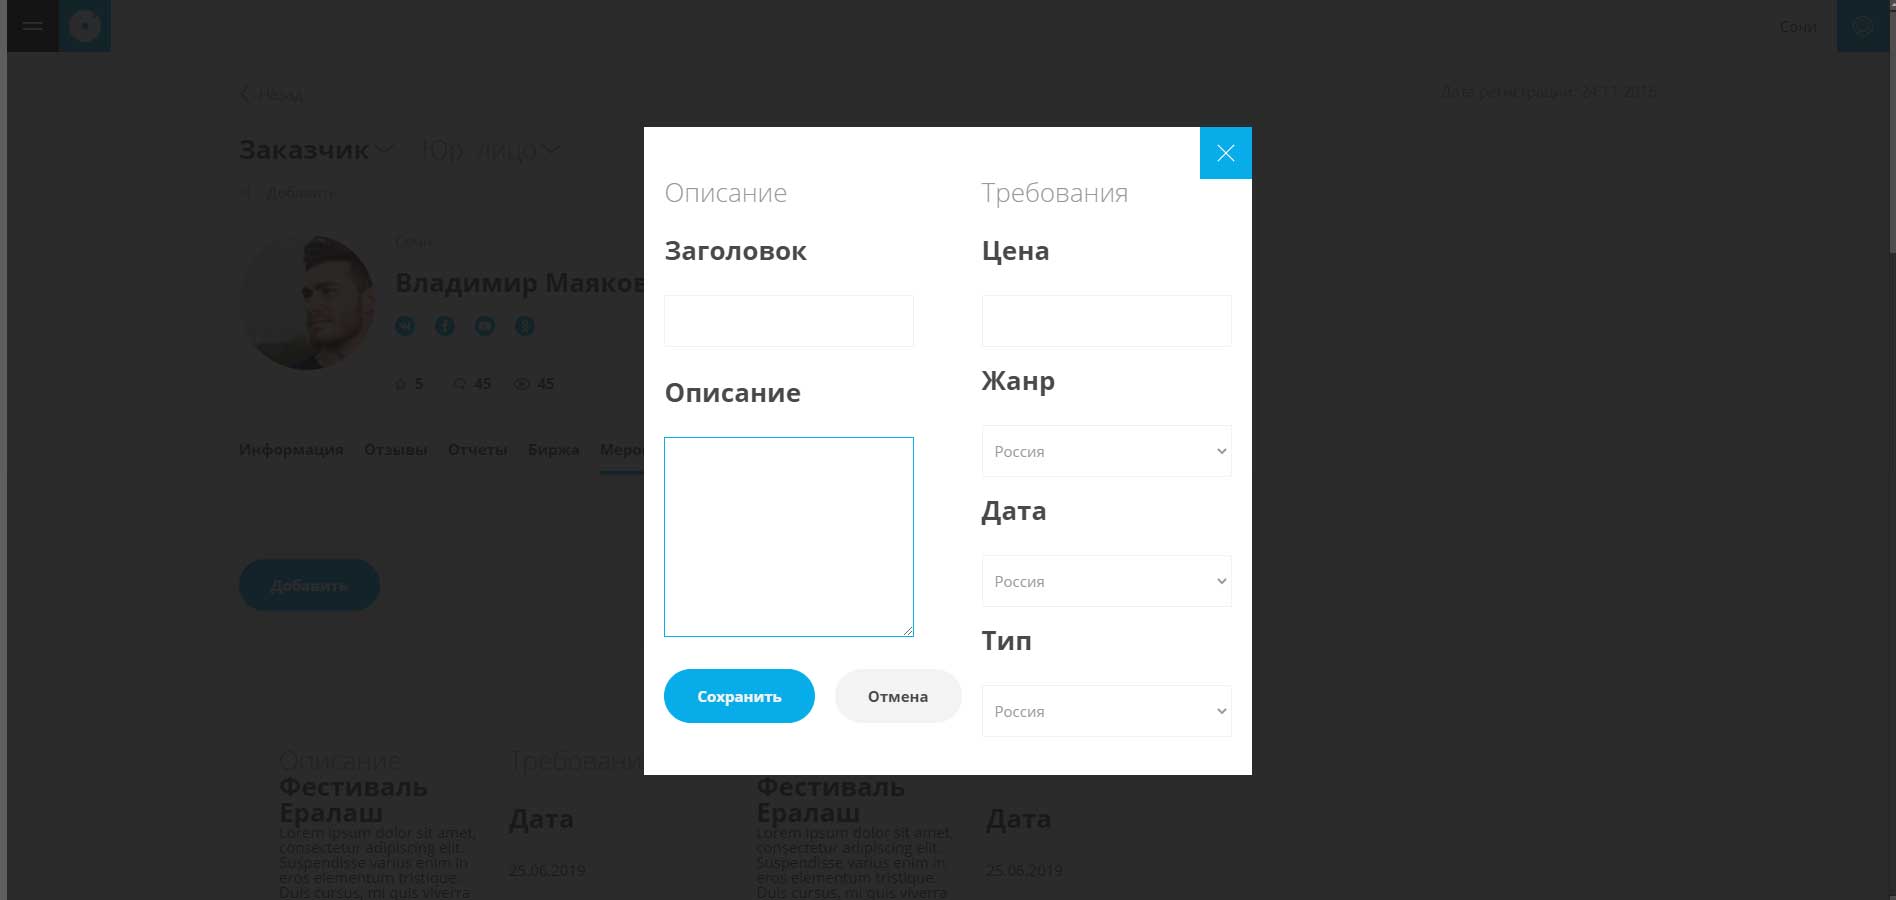 Сочи
Назад
Дата регистрации: 24.11.2016
Заказчик
Юр. лицо
Добавить
Сочи
Владимир Маяков
5
45
45
Информация
Отзывы
Отчеты
Биржа
Меро
Добавить
Описание
Требования
Заголовок
Цена
Описание
Жанр
Россия
Дата
Россия
Тип
Россия
Сохранить
Отмена
Описание
Требовани
Фестиваль
Ералаш
Lorem ipsum dolor sit amet,
consectetur adipiscing elit.
Suspendisse varius enim in
eros elementum tristique.
Duis cursus, mi quis viverra
Дата
25.06.2019
Фестиваль
Ералаш
Lorem ipsum dolor sit amet,
consectetur adipiscing elit.
Suspendisse varius enim in
eros elementum tristique.
Duis cursus, mi quis viverra
Дата
25.06.2019